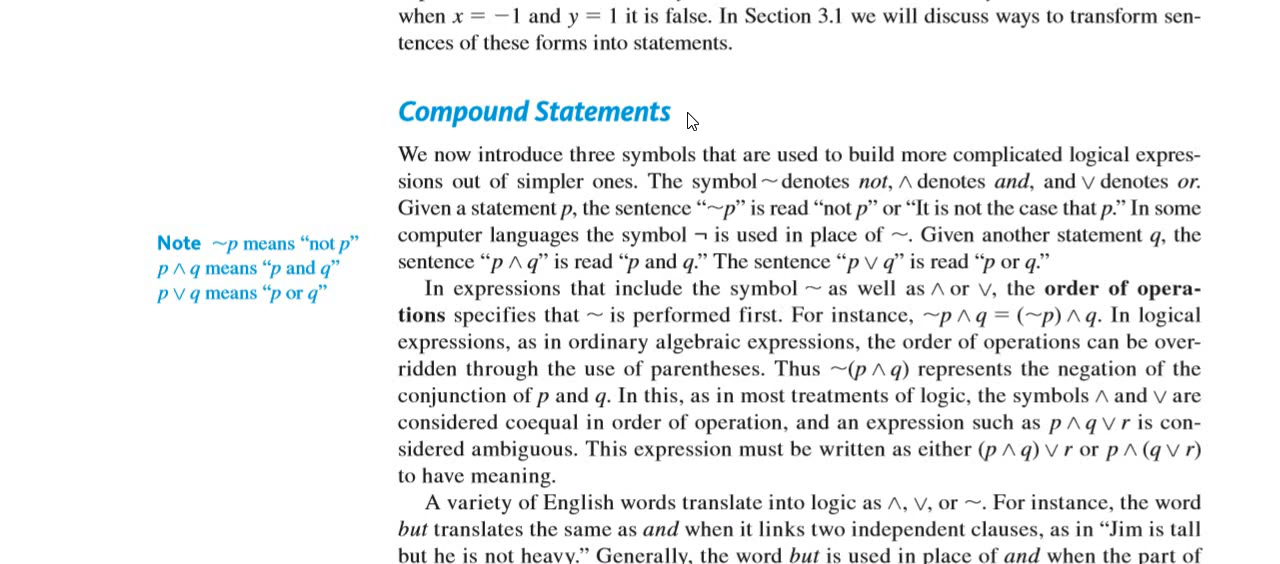 when x = −1 and y = 1 it is false. In Section 3.1 we will discuss ways to transform sen-
tences of these forms into statements.
Compound Statements
We now introduce three symbols that are used to build more complicated logical expres-
sions out of simpler ones. The symbol ~ denotes not, ∧ denotes and, and ∨ denotes or.
Given a statement p, the sentence “~p” is read “not p” or “It is not the case that p.” In some
computer languages the symbol ¬ is used in place of ~. Given another statement q, the
sentence “p ∧ q” is read “p and q.” The sentence “p ∨ q” is read “p or q.”
Note ~p means “not p”
p ∧ q means “p and q”
p ∨ q means “p or q”
In expressions that include the symbol ~ as well as ∧ or ∨, the order of opera-
tions specifies that ~ is performed first. For instance, ~p ∧ q = (~p) ∧ q. In logical
expressions, as in ordinary algebraic expressions, the order of operations can be over-
ridden through the use of parentheses. Thus ~(p ∧ q) represents the negation of the
conjunction of p and q. In this, as in most treatments of logic, the symbols ∧ and ∨ are
considered coequal in order of operation, and an expression such as p ∧ q ∨ r is con-
sidered ambiguous. This expression must be written as either (p ∧ q) ∨ r or p ∧ (q ∨ r)
to have meaning.
A variety of English words translate into logic as ∧, ∨, or ~. For instance, the word
but translates the same as and when it links two independent clauses, as in “Jim is tall
but he is not heavy.” Generally, the word but is used in place of and when the part of